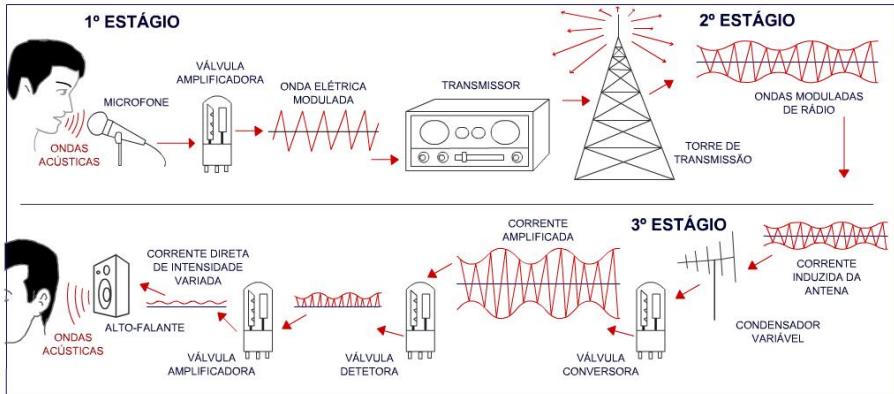 1º ESTÁGIO
2º ESTÁGIO
VÁLVULA
AMPLIFICADORA
MICROFONE
ONDA ELÉTRICA
MODULADA
TRANSMISSOR
ONDAS
ACÚSTICAS
ONDAS MODULADAS
DE RÁDIO
TORRE DE
TRANSMISSÃO
3º ESTÁGIO
CORRENTE
AMPLIFICADA
CORRENTE DIRETA
DE INTENSIDADE
VARIADA
CORRENTE
INDUZIDA DA
ANTENA
ALTO-FALANTE
ONDAS
ACÚSTICAS
CONDENSADOR
VARIÁVEL
VÁLVULA
AMPLIFICADORA
VÁLVULA
DETETORA
VÁLVULA
CONVERSORA